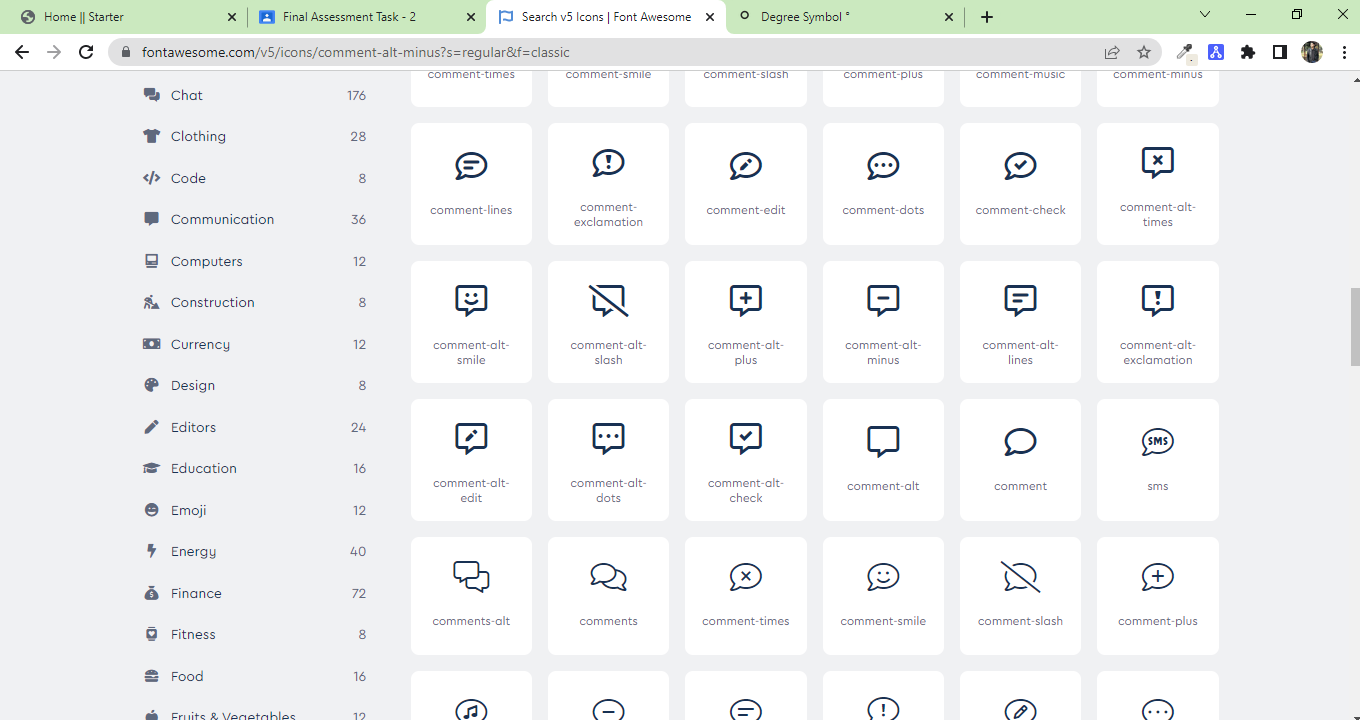 Home || Starter
Final Assessment Task - 2
Search v5 Icons | Font Awesome
Degree Symbol °
fontawesome.com/v5/icons/comment-alt-minus?s=regular&f=classic
comment-times
comment-smile
comment-slash
comment-plus
comment-music
comment-minus
Chat 176
Clothing 28
Code 8
Communication 36
Computers 12
Construction 8
Currency 12
Design 8
Editors 24
Education 16
Emoji 12
Energy 40
Finance 72
Fitness 8
Food 16
Fruits & Vegetables 12
comment-lines
comment-
exclamation
comment-edit
comment-dots
comment-check
comment-alt-
times
comment-alt-
smile
comment-alt-
slash
comment-alt-
plus
comment-alt-
minus
comment-alt-
lines
comment-alt-
exclamation
comment-alt-
edit
comment-alt-
dots
comment-alt-
check
comment-alt
comment
SMS
sms
comments-alt
comments
comment-times
comment-smile
comment-slash
comment-plus